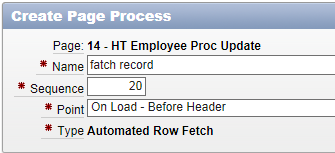 Create Page Process
Page: 14 - HT Employee Proc Update
* Name fatch record
* Sequence 20
* Point On Load - Before Header
* Type Automated Row Fetch